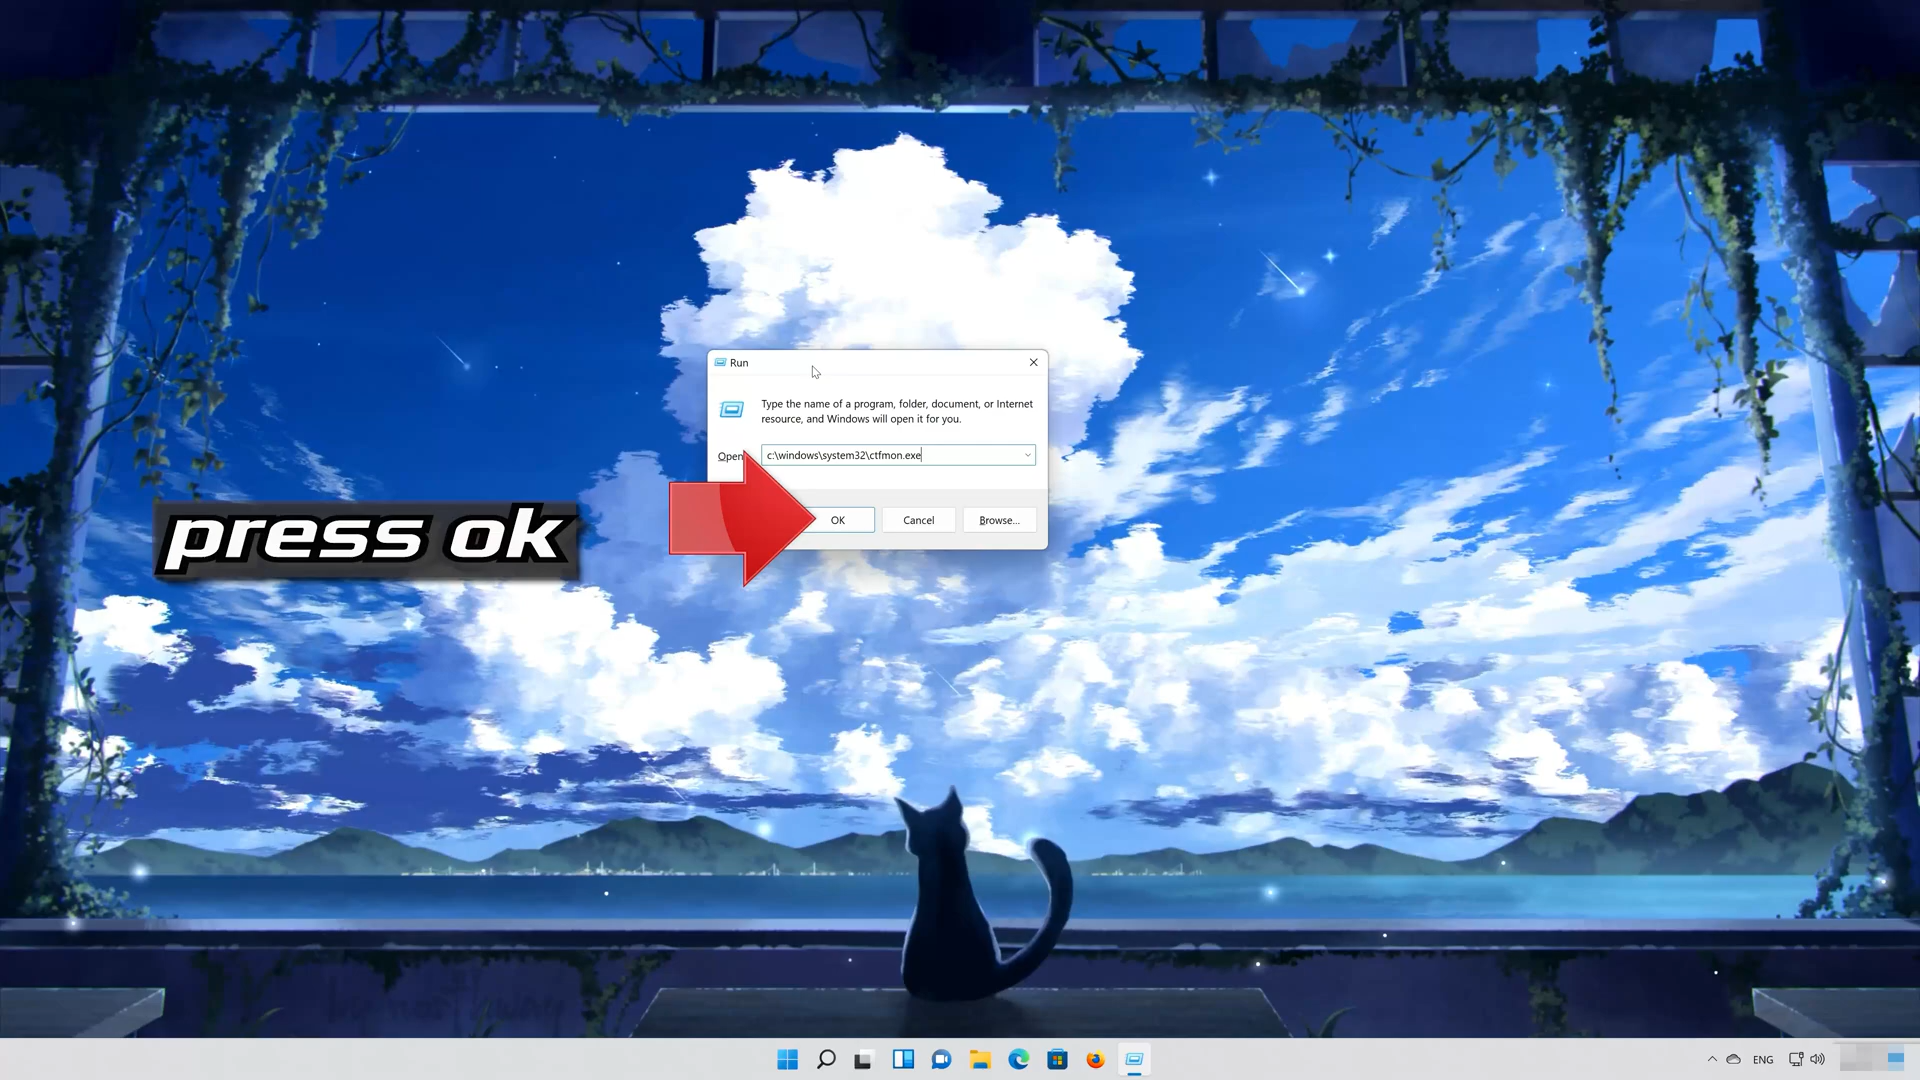 Run
Type the name of a program, folder, document, or Internet
resource, and Windows will open it for you.
Open
c:\windows\system32\ctfmon.exe
press ok
OK
Cancel
Browse...
ENG